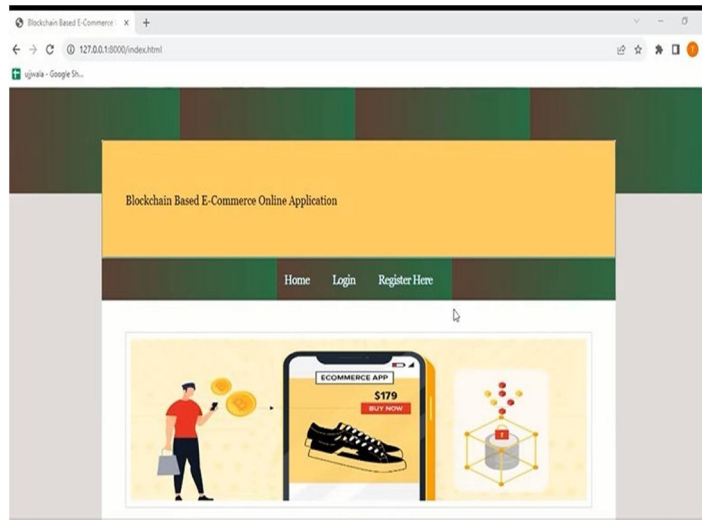 Blockchain Based E-Commerce
127.0.0.1:8000/index.html
ujjwala - Google Sh...
Blockchain Based E-Commerce Online Application
Home Login Register Here
ECOMMERCE APP
$179
BUY NOW